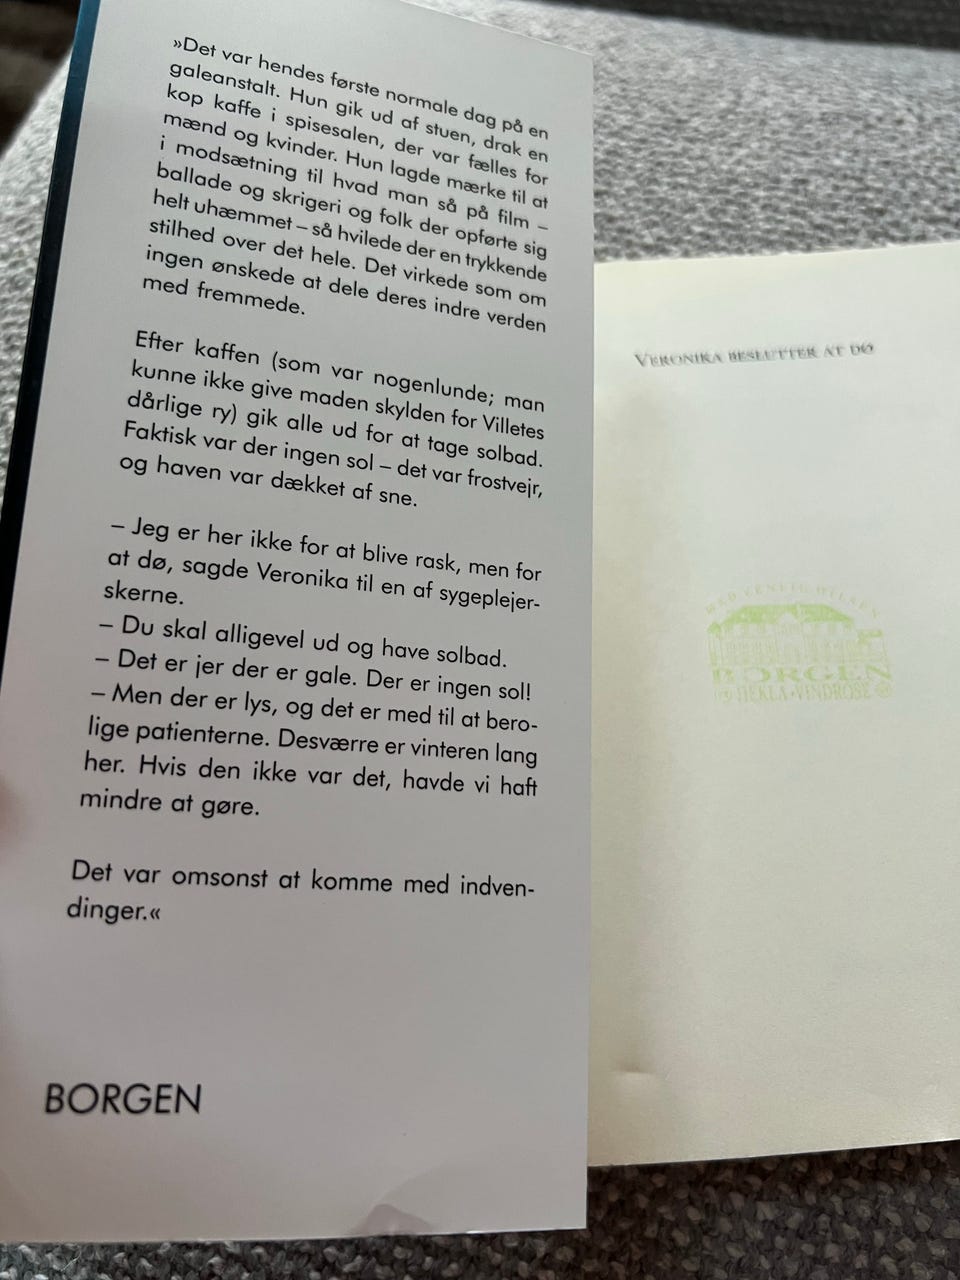 »Det var hendes første normale dag på en
galeanstalt. Hun gik ud af stuen, drak en
kop kaffe i spisesalen, der var fælles for
mænd og kvinder. Hun lagde mærke til at
i modsætning til hvad man så på film –
ballade og skrigeri og folk der opførte sig
helt uhæmmet – så hvilede der en trykkende
stilhed over det hele. Det virkede som om
ingen ønskede at dele deres indre verden
med fremmede.
Efter kaffen (som var nogenlunde; man
kunne ikke give maden skylden for Villetes
dårlige ry) gik alle ud for at tage solbad.
Faktisk var der ingen sol – det var frostvejr,
og haven var dækket af sne.
– Jeg er her ikke for at blive rask, men for
at dø, sagde Veronika til en af sygeplejer-
skerne.
– Du skal alligevel ud og have solbad.
– Det er jer der er gale. Der er ingen sol!
– Men der er lys, og det er med til at bero-
lige patienterne. Desværre er vinteren lang
her. Hvis den ikke var det, havde vi haft
mindre at gøre.
Det var omsonst at komme med indven-
dinger.«
BORGEN
VERONIKA BESLUTTER AT DØ
BORGEN
HEKLA • VINDROSE